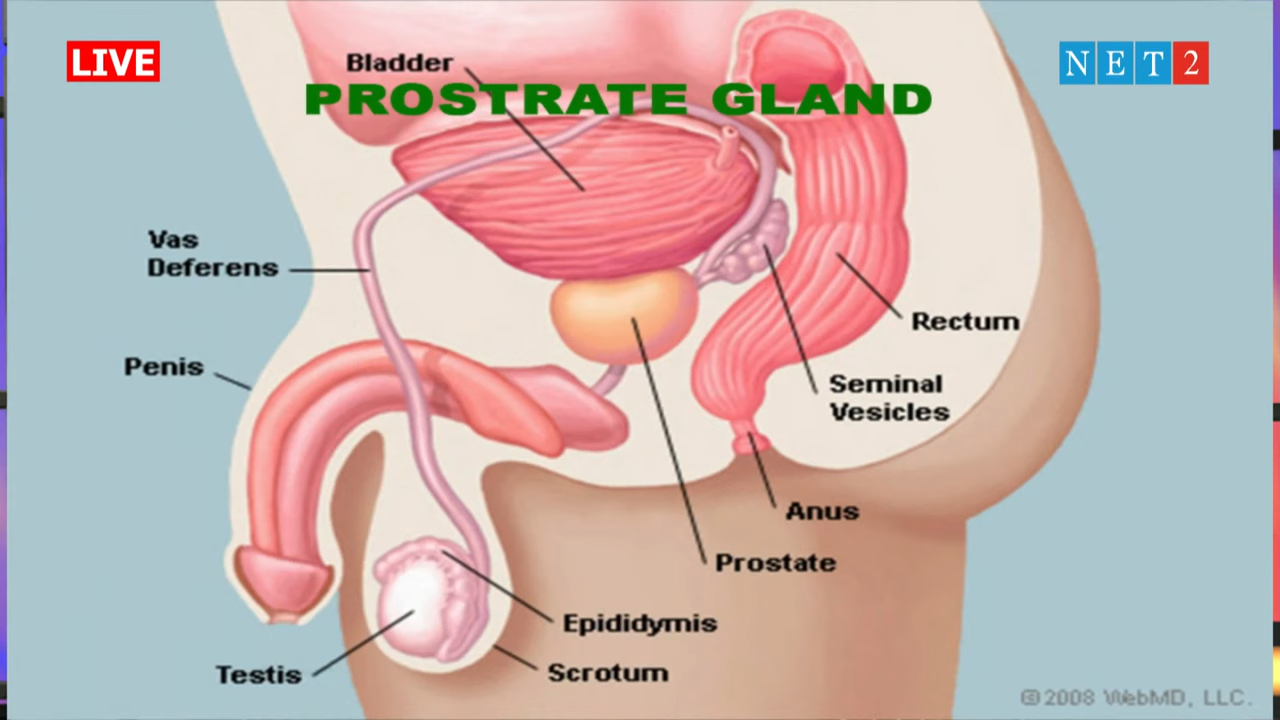 LIVE
NET2
Bladder
PROSTRATE GLAND
Vas
Deferens
Rectum
Penis
Seminal
Vesicles
Anus
Prostate
Epididymis
Scrotum
Testis
©2008 WebMD, LLC.